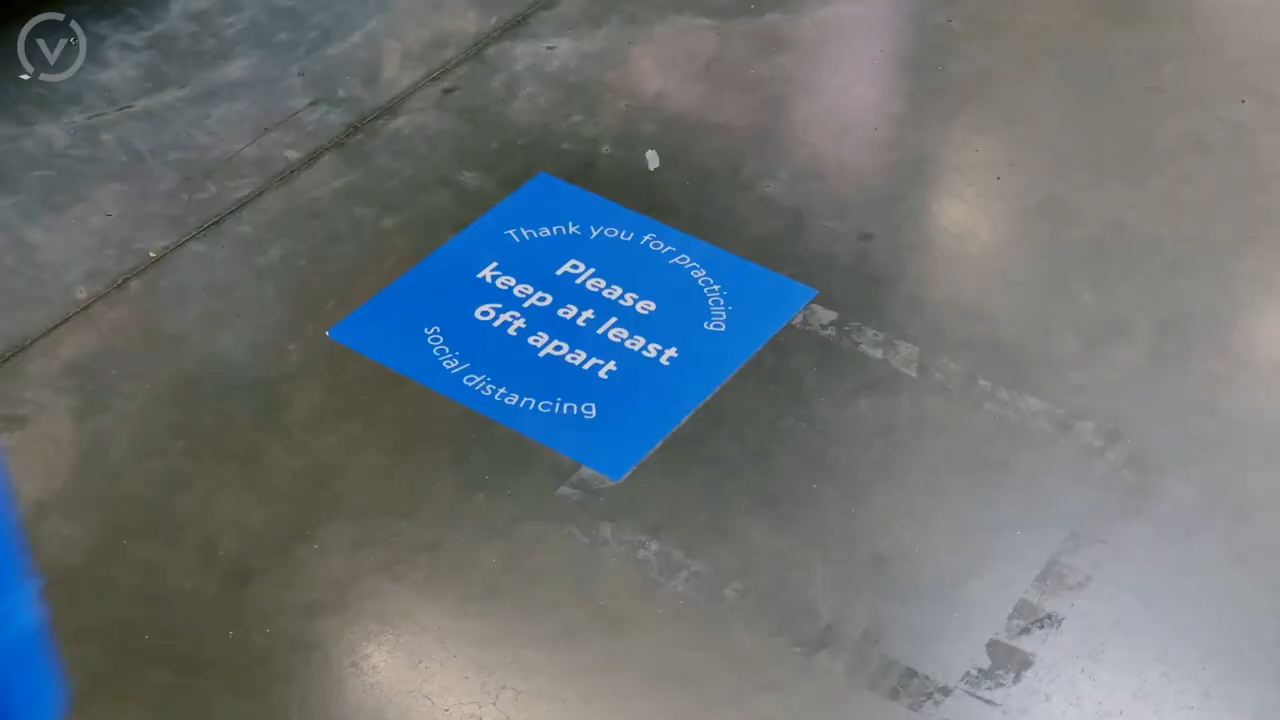 Thank you for practicing
Please
keep at least
6ft apart
social distancing
V